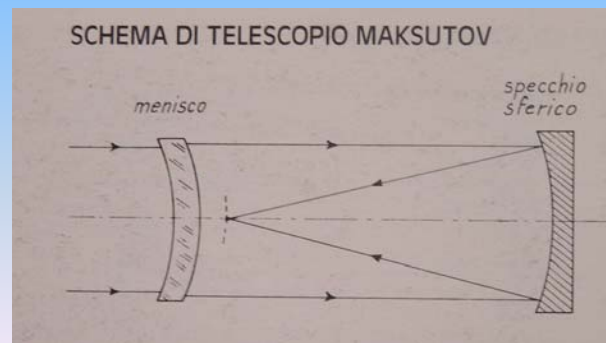 SCHEMA DI TELESCOPIO MAKSUTOV
menisco
specchio
sferico